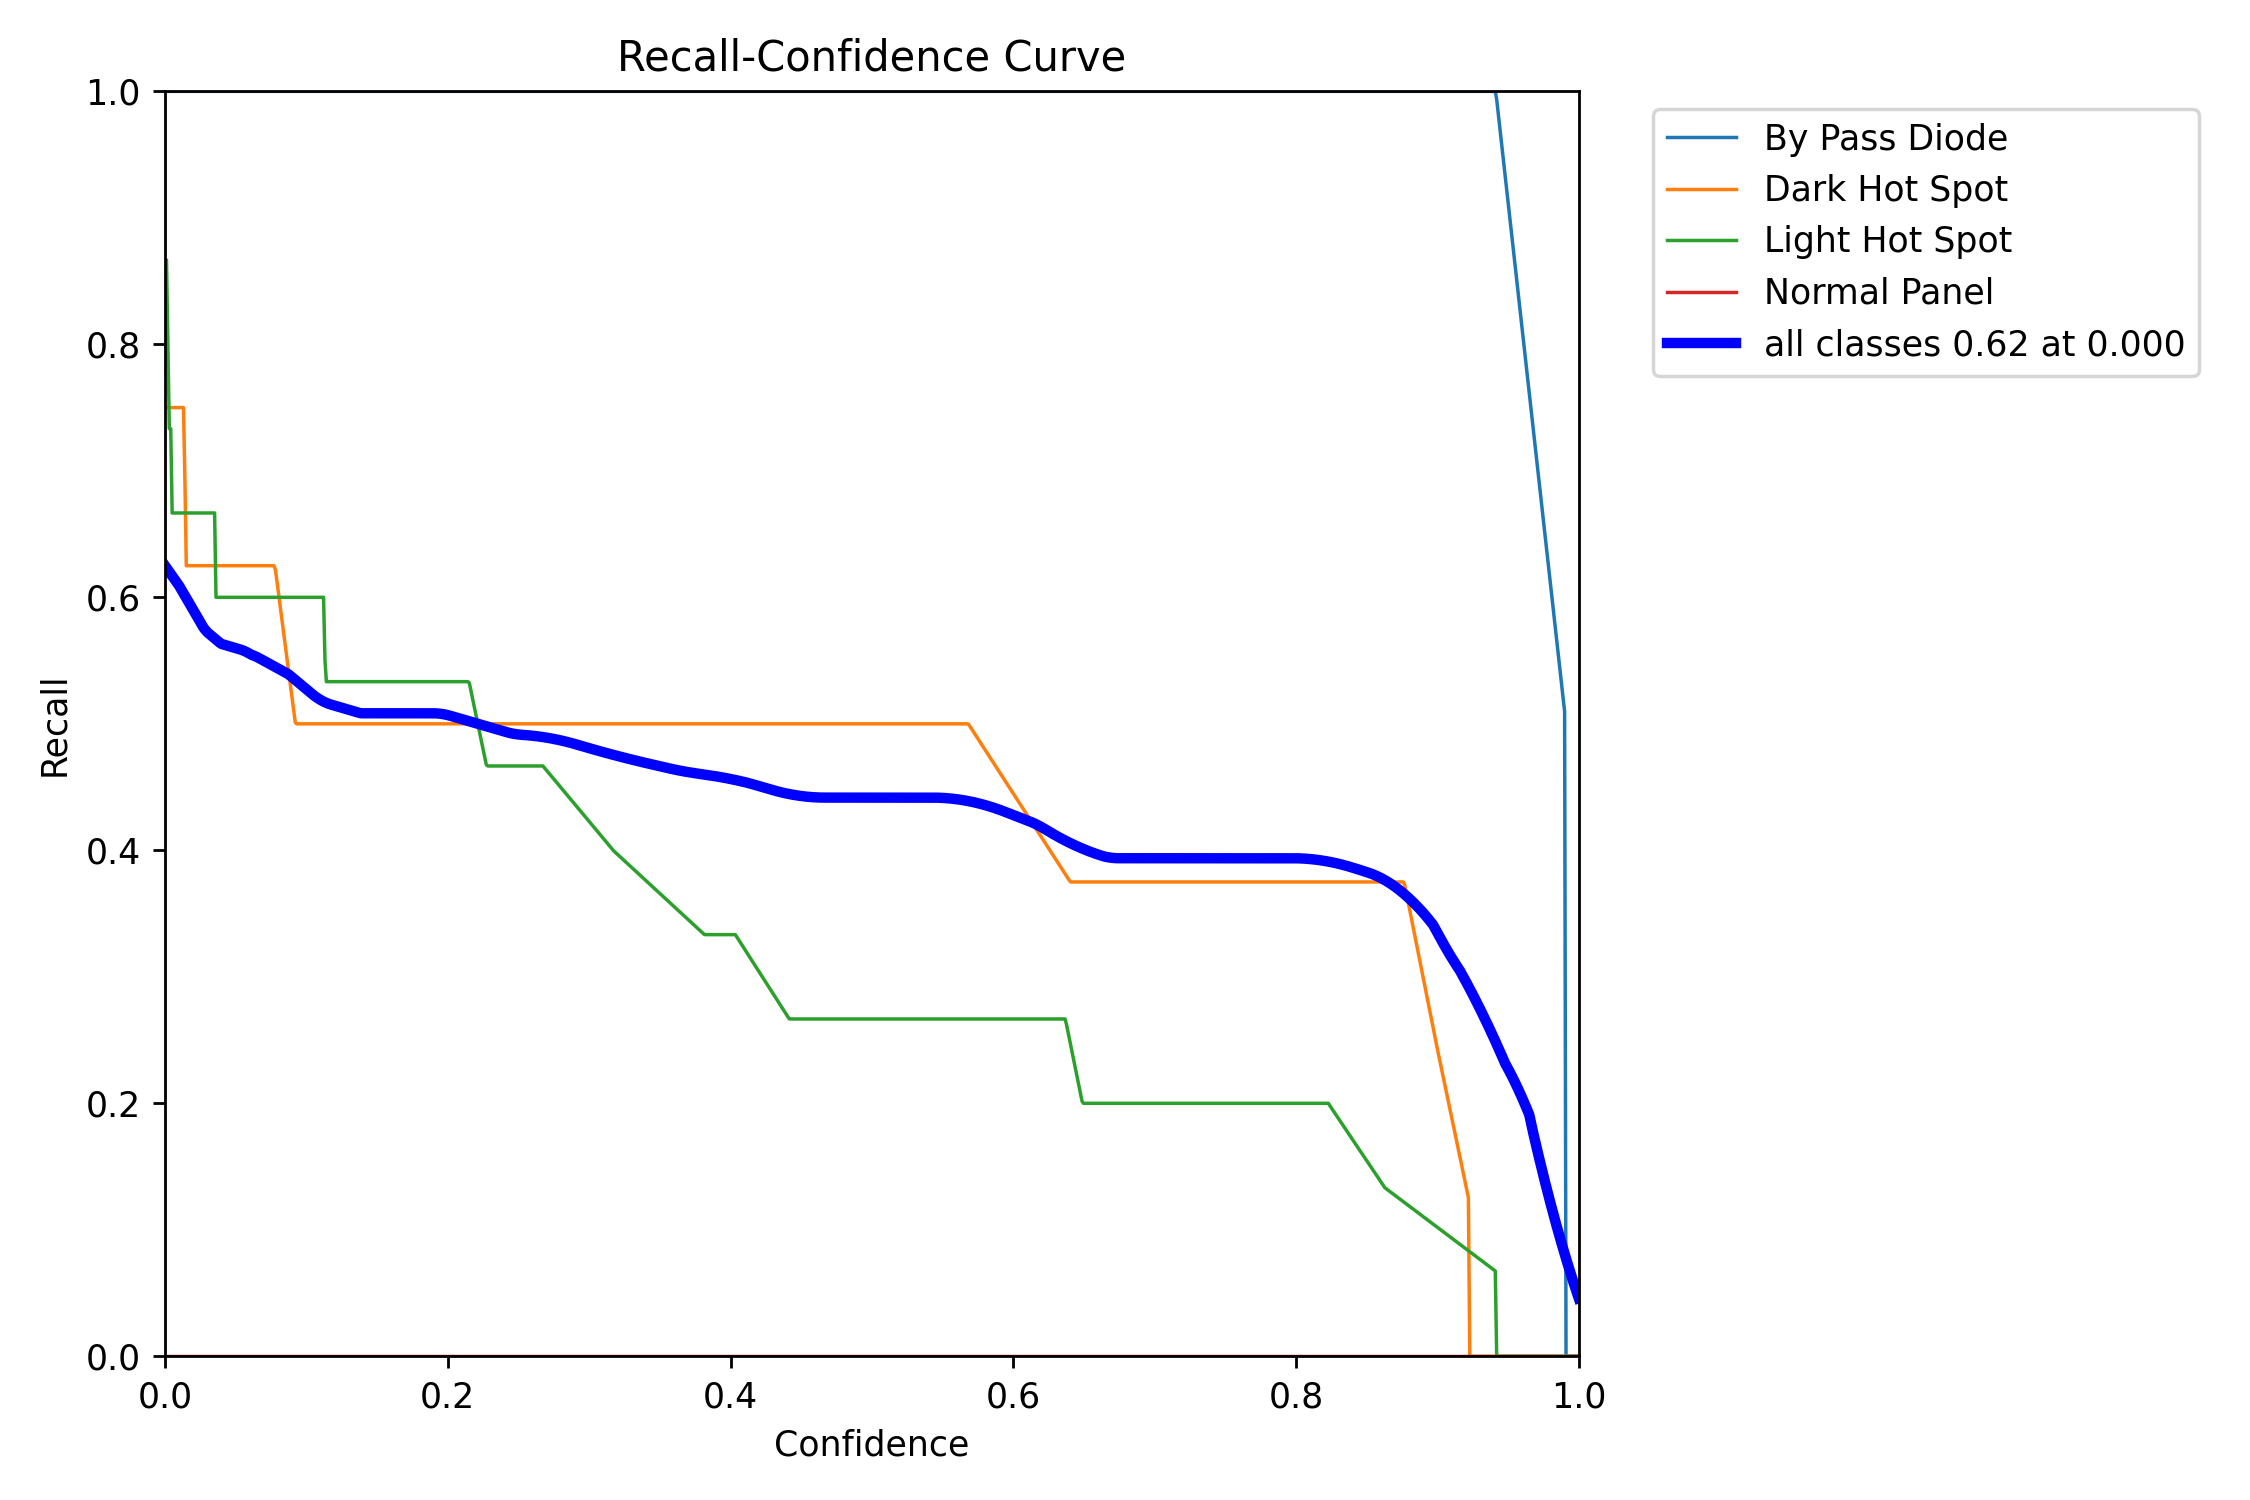 Recall-Confidence Curve
1.0
0.8
0.6
0.4
0.2
0.0
Recall
0.0 0.2 0.4 0.6 0.8 1.0
Confidence
By Pass Diode
Dark Hot Spot
Light Hot Spot
Normal Panel
all classes 0.62 at 0.000